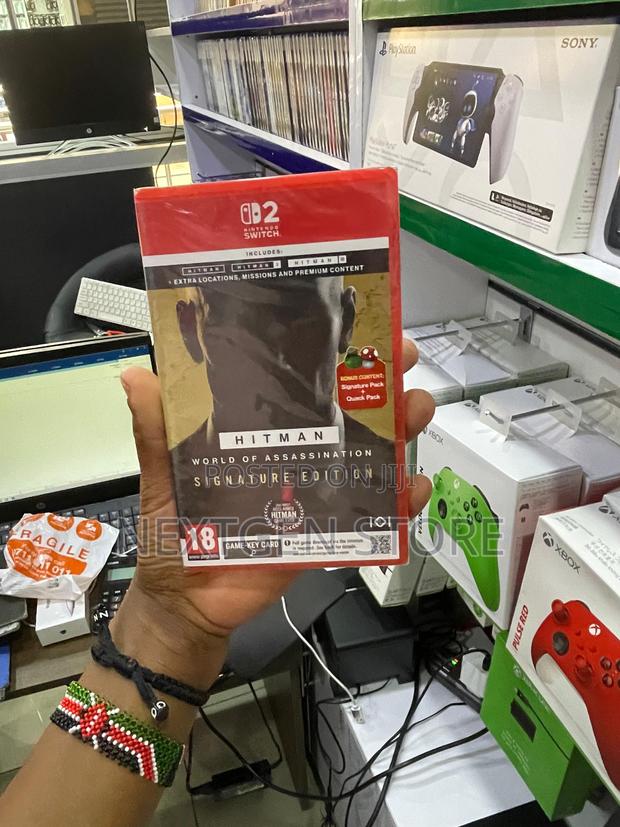 PlayStation
SONY
2
NINTENDO
SWITCH
INCLUDES:
HITMAN HITMAN HITMAN
+ EXTRA LOCATIONS, MISSIONS AND PREMIUM CONTENT
BONUS CONTENT:
Signature Pack
+
Quack Pack
HITMAN
WORLD OF ASSASSINATION
SIGNATURE EDITION
POSTED ON JIJI
NEXTGEN STORE
HITMAN
18
GAME-KEY CARD
IOI
FRAGILE
XBOX
XBOX
PULSE RED